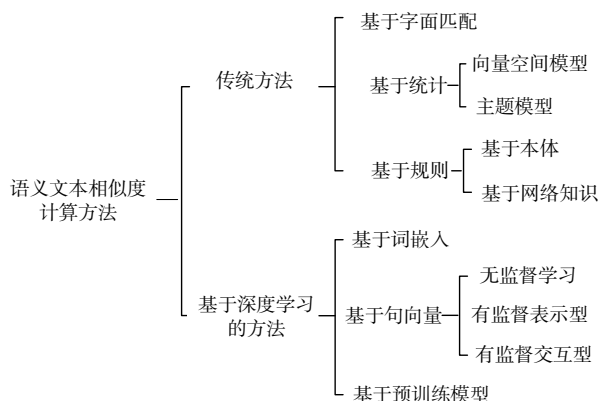 语义文本相似度
计算方法
传统方法
基于字面匹配
基于统计
向量空间模型
主题模型
基于规则
基于本体
基于网络知识
基于深度学习
的方法
基于词嵌入
基于句向量
无监督学习
有监督表示型
有监督交互型
基于预训练模型